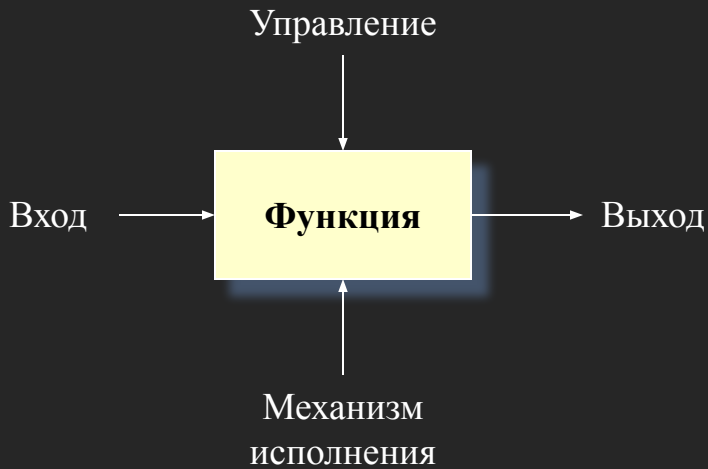 Управление
Вход
Функция
Выход
Механизм
исполнения